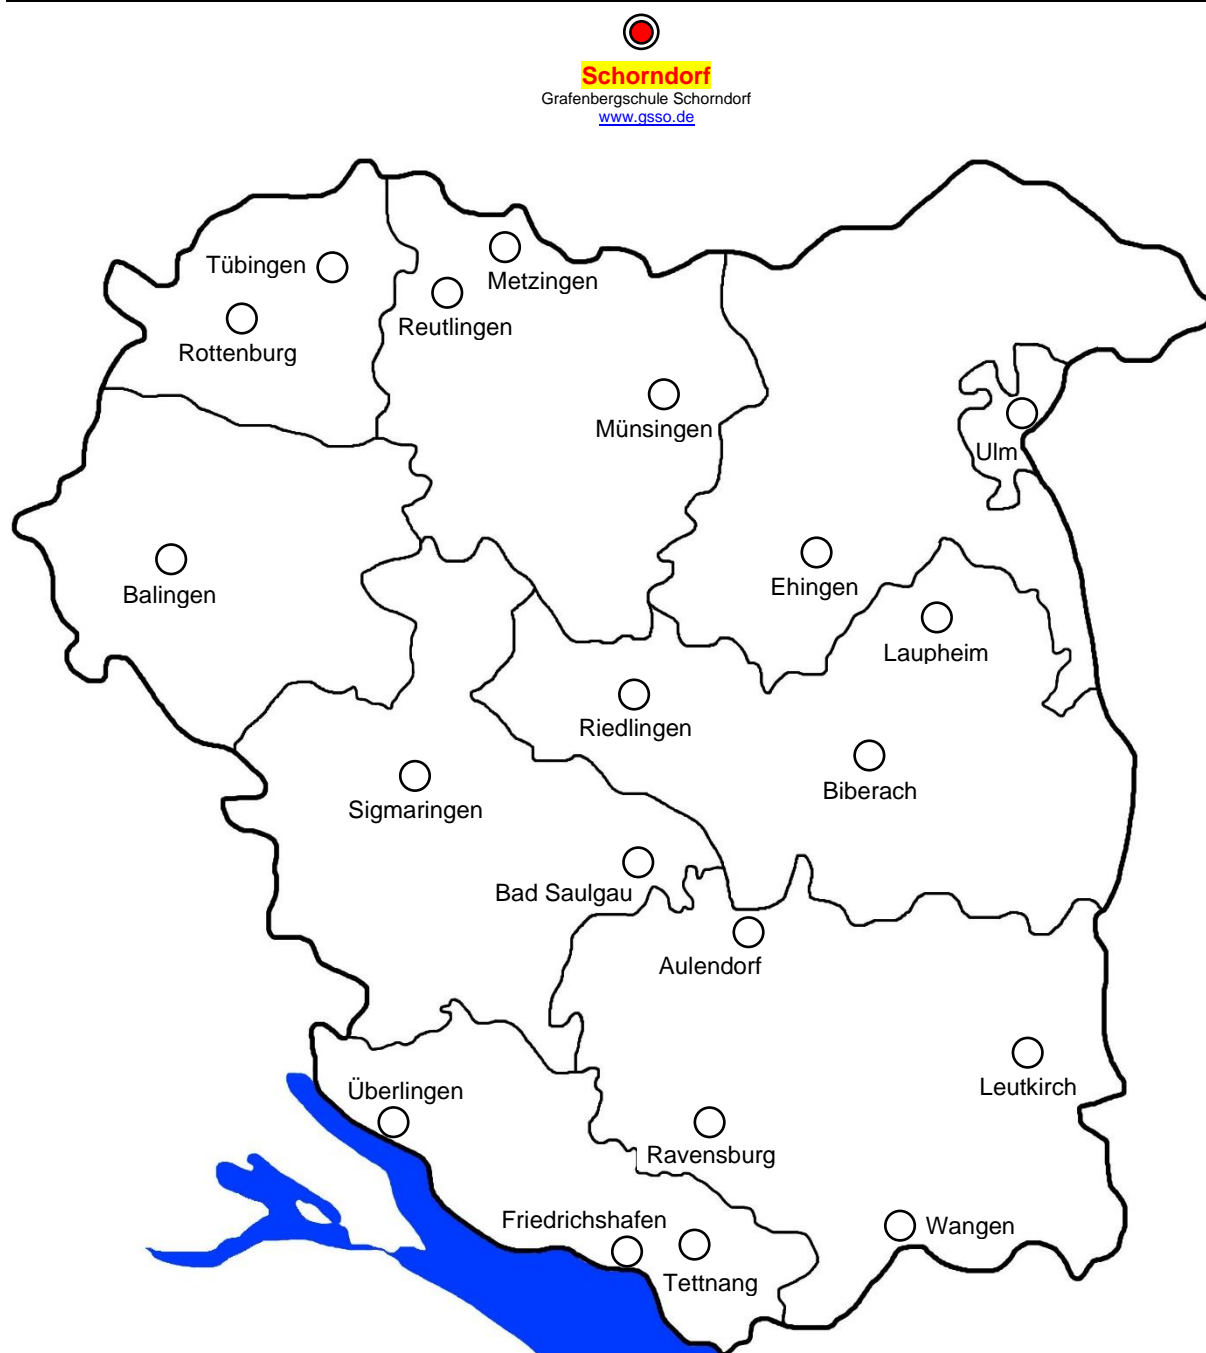 Schorndorf
Grafenbergschule Schorndorf
www.gsso.de
Tübingen
Metzingen
Reutlingen
Rottenburg
Münsingen
Ulm
Balingen
Ehingen
Laupheim
Riedlingen
Biberach
Sigmaringen
Bad Saulgau
Aulendorf
Leutkirch
Überlingen
Ravensburg
Friedrichshafen
Wangen
Tettnang